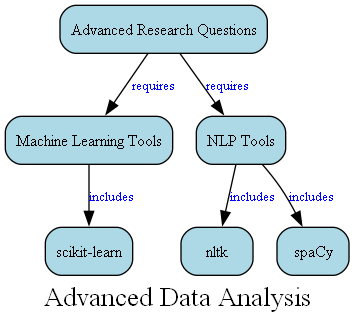 Advanced Research Questions
requires
requires
Machine Learning Tools
NLP Tools
includes
includes
includes
scikit-learn
nltk
spaCy
Advanced Data Analysis